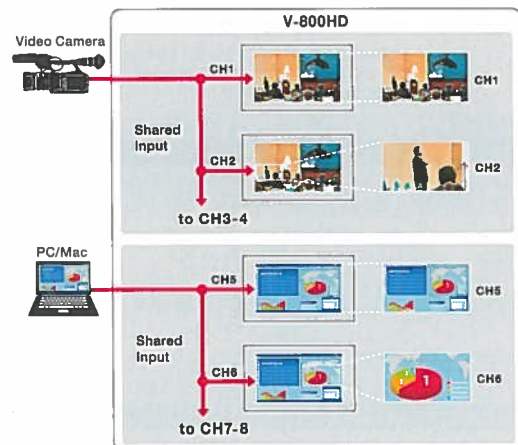 V-800HD
Video Camera
CH1
CH1
Shared
Input
CH2
CH2
to CH3-4
PC/Mac
CH5
CH5
Shared
Input
CH6
CH6
1
to CH7-8